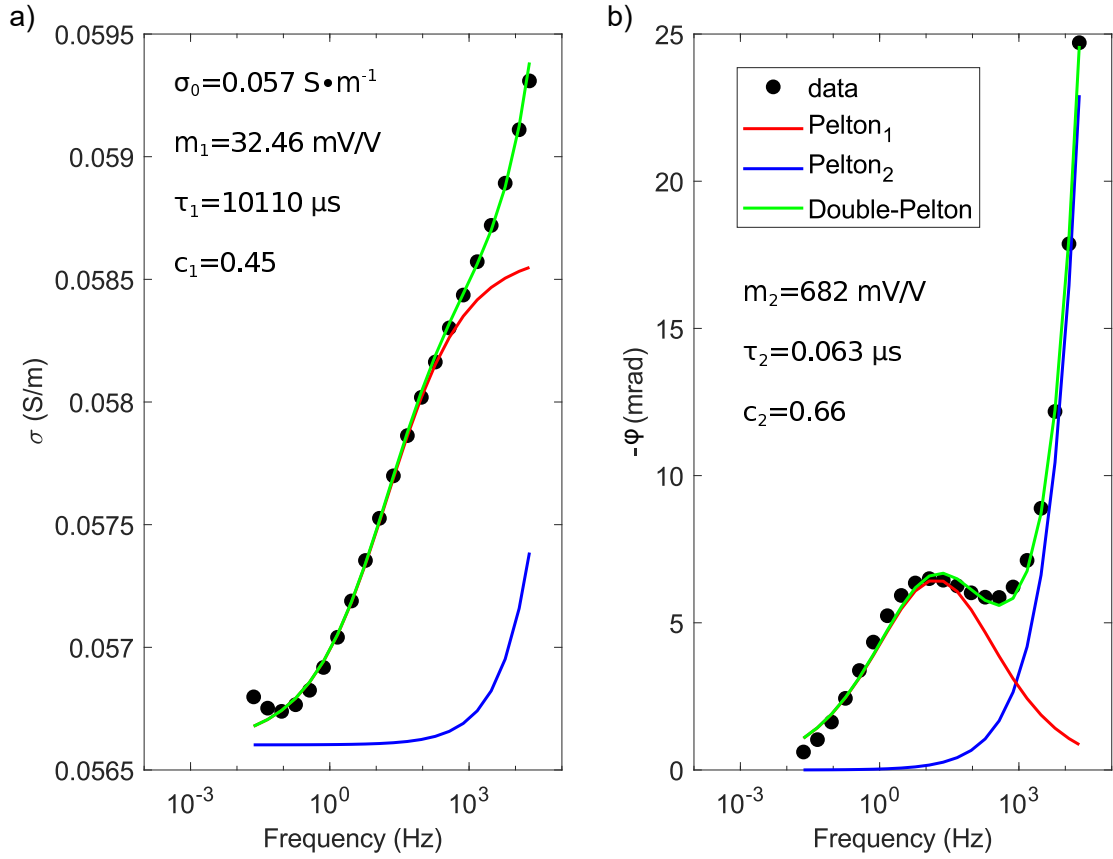 a)
0.0595
0.059
0.0585
0.058
0.0575
0.057
0.0565
σ (S/m)
σ₀=0.057 S•m⁻¹
m₁=32.46 mV/V
τ₁=10110 μs
c₁=0.45
10⁻³
10⁰
10³
Frequency (Hz)
b)
25
20
15
10
5
0
-φ (mrad)
data
Pelton₁
Pelton₂
Double-Pelton
m₂=682 mV/V
τ₂=0.063 μs
c₂=0.66
10⁻³
10⁰
10³
Frequency (Hz)